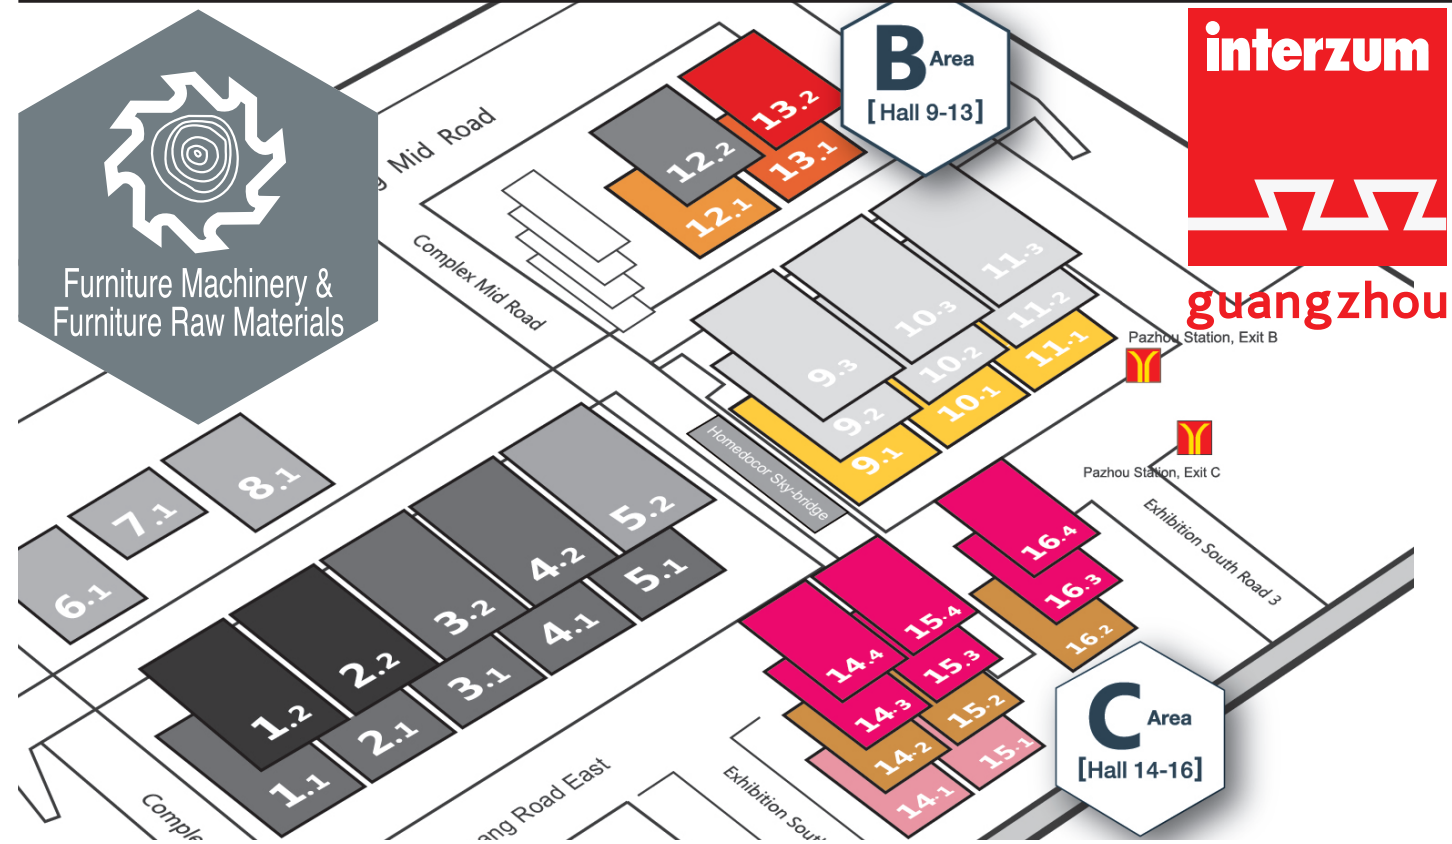 B Area
[Hall 9-13]
interzum
guangzhou
Furniture Machinery &
Furniture Raw Materials
Mid Road
Complex Mid Road
13.2
13.1
12.2
12.1
11.3
11.2
11.1
10.3
10.2
10.1
9.3
9.2
9.1
Pazhou Station, Exit B
Pazhou Station, Exit C
Homedocor Sky-bridge
Exhibition South Road 3
8.1
7.1
6.1
5.2
5.1
4.2
4.1
3.2
3.1
2.2
2.1
1.2
1.1
16.4
16.3
16.2
15.4
15.3
15.2
15.1
14.4
14.3
14.2
14.1
C Area
[Hall 14-16]
Road East
Exhibition